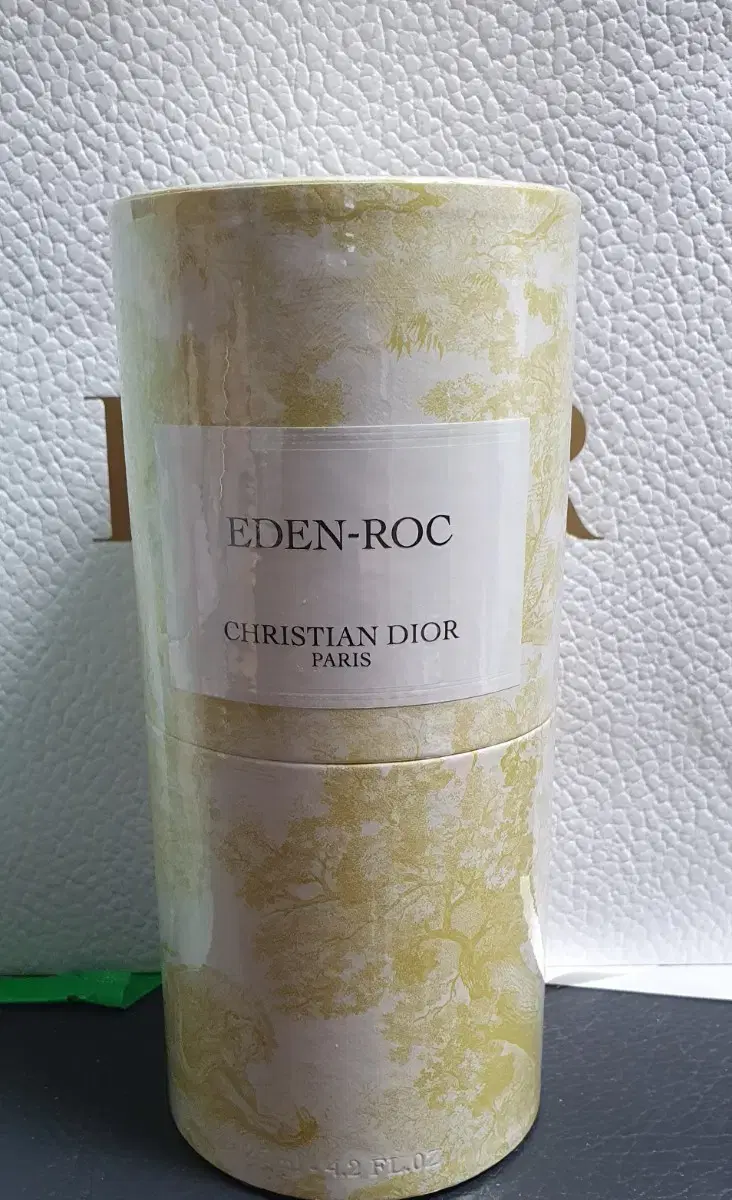 EDEN-ROC
CHRISTIAN DIOR
PARIS
4.2 FL.OZ